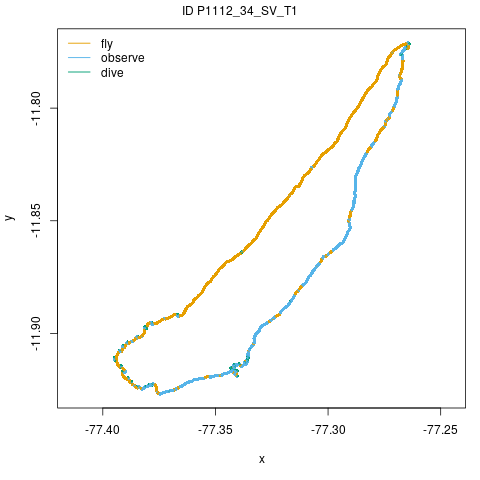 ID P1112_34_SV_T1
fly
observe
dive
-11.80
-11.85
-11.90
y
-77.40
-77.35
-77.30
-77.25
x